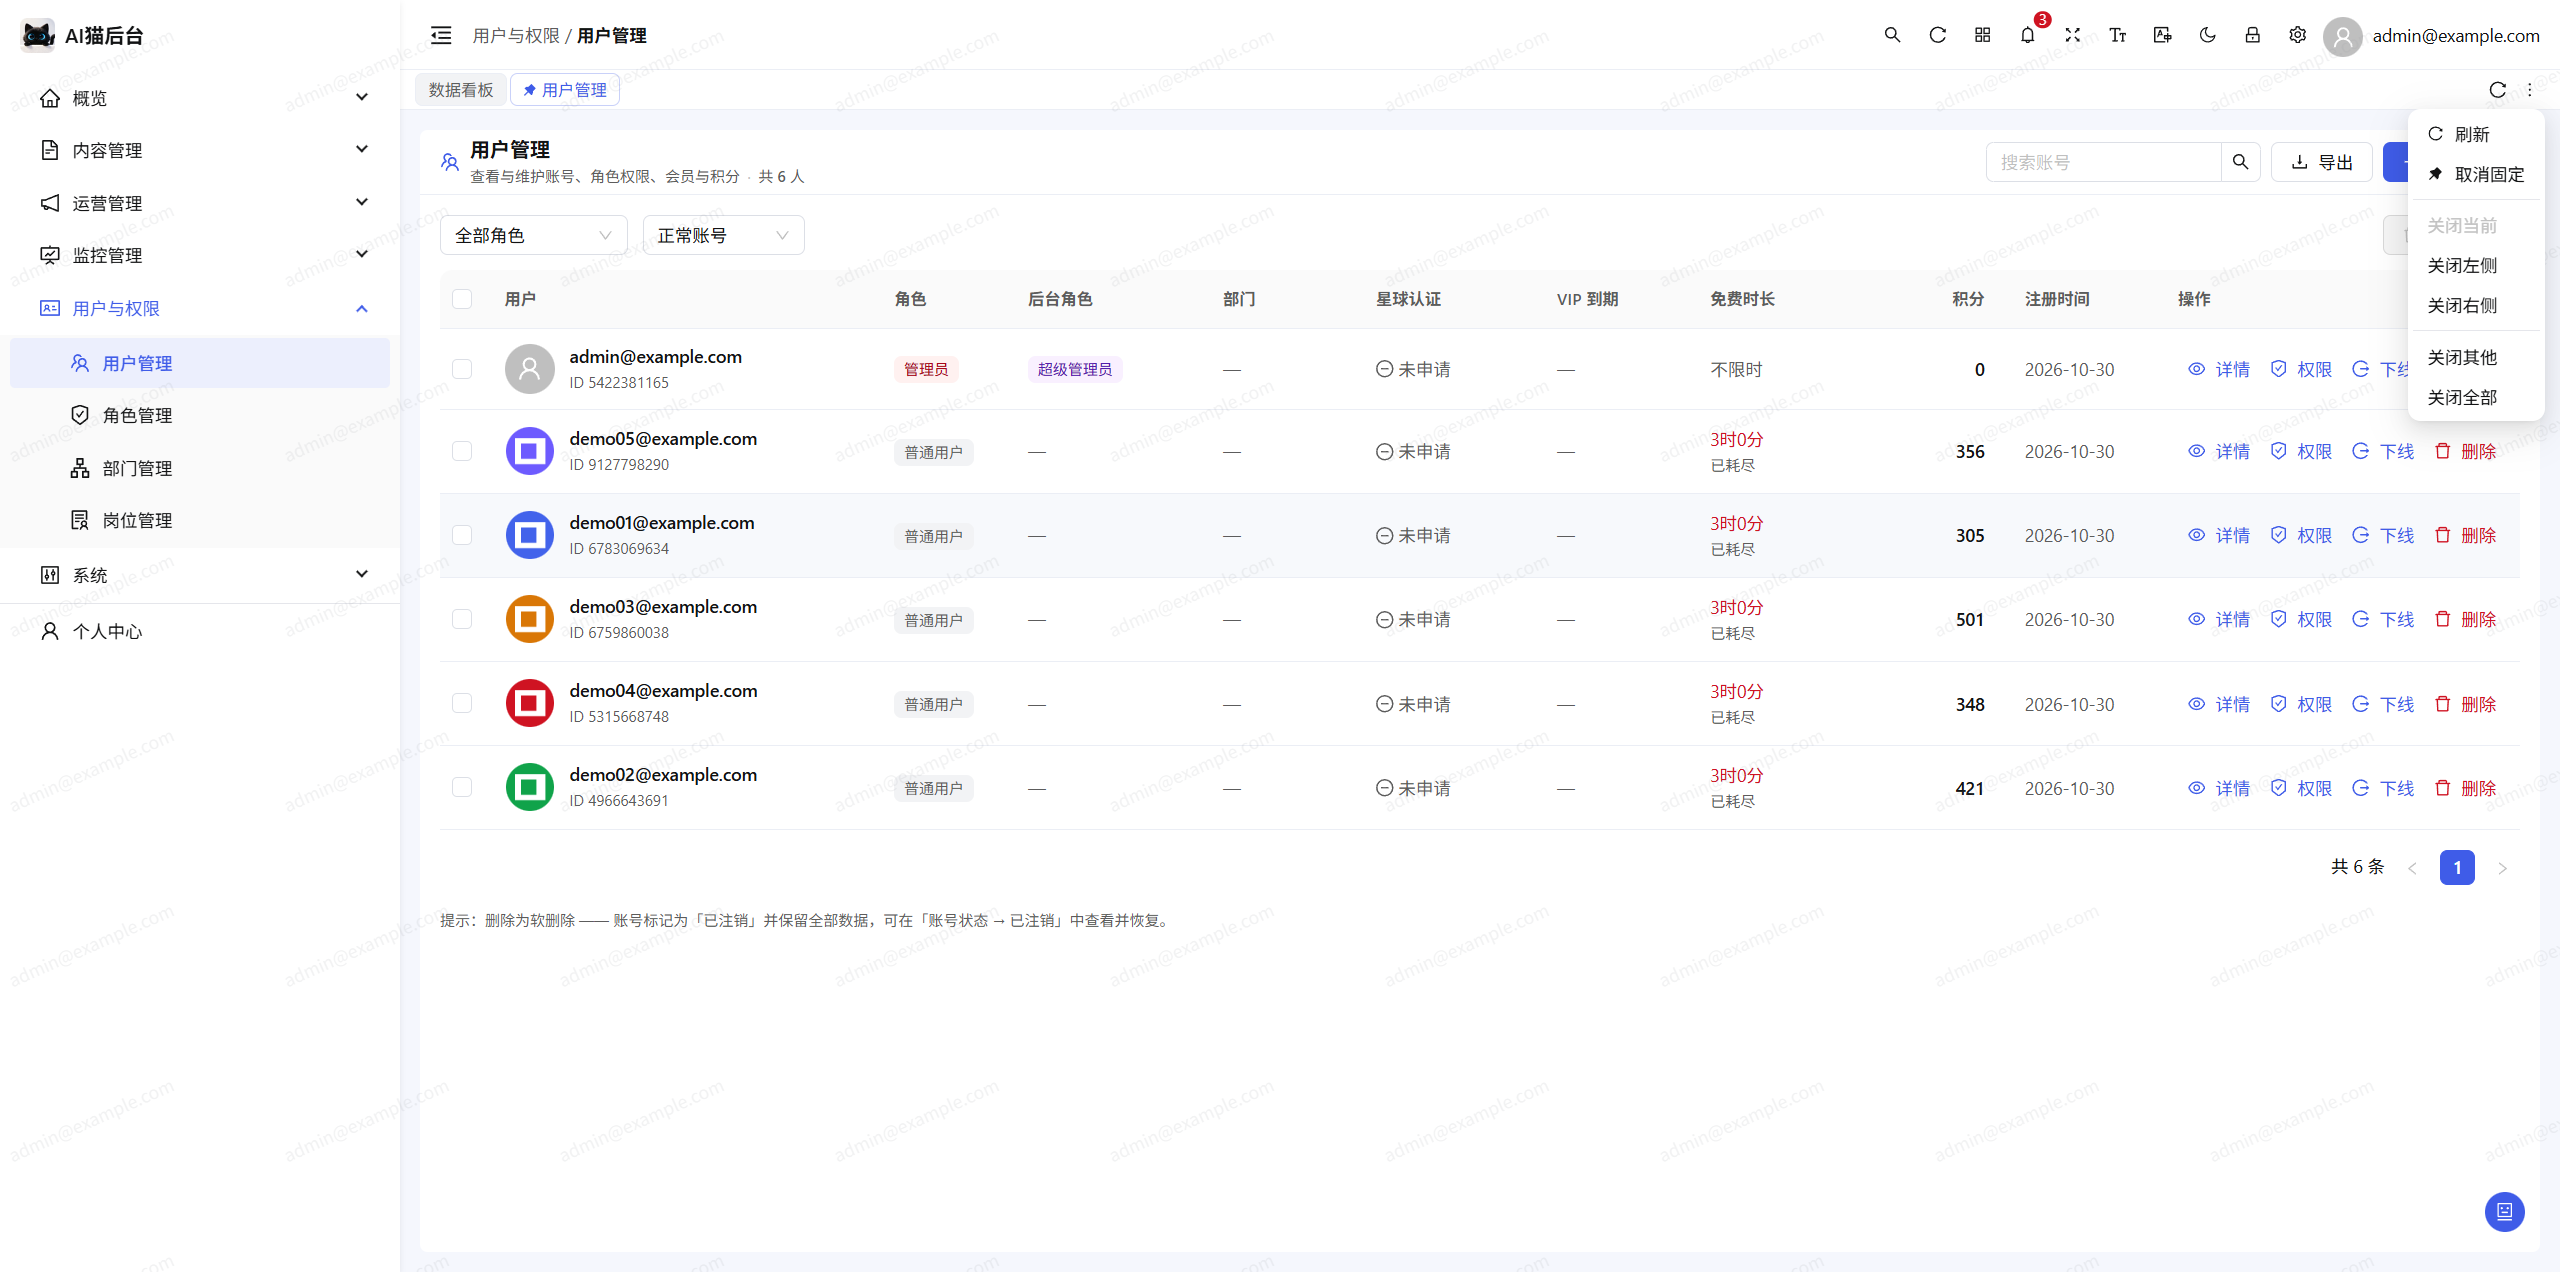 AI猫后台
概览
内容管理
运营管理
监控管理
用户与权限
用户管理
角色管理
部门管理
岗位管理
系统
个人中心
用户与权限 / 用户管理
3
admin@example.com
数据看板
用户管理
刷新
取消固定
关闭当前
关闭左侧
关闭右侧
关闭其他
关闭全部
用户管理
查看与维护账号、角色权限、会员与积分 · 共 6 人
搜索账号
导出
全部角色
正常账号
用户 角色 后台角色 部门 星球认证 VIP 到期 免费时长 积分 注册时间 操作
admin@example.com
ID 5422381165
管理员 超级管理员 — 未申请 — 不限时 0 2026-10-30 详情 权限 下线
demo05@example.com
ID 9127798290
普通用户 — — 未申请 — 3时0分 已耗尽 356 2026-10-30 详情 权限 下线 删除
demo01@example.com
ID 6783069634
普通用户 — — 未申请 — 3时0分 已耗尽 305 2026-10-30 详情 权限 下线 删除
demo03@example.com
ID 6759860038
普通用户 — — 未申请 — 3时0分 已耗尽 501 2026-10-30 详情 权限 下线 删除
demo04@example.com
ID 5315668748
普通用户 — — 未申请 — 3时0分 已耗尽 348 2026-10-30 详情 权限 下线 删除
demo02@example.com
ID 4966643691
普通用户 — — 未申请 — 3时0分 已耗尽 421 2026-10-30 详情 权限 下线 删除
共 6 条
1
提示：删除为软删除 —— 账号标记为「已注销」并保留全部数据，可在「账号状态 → 已注销」中查看并恢复。
admin@example.com